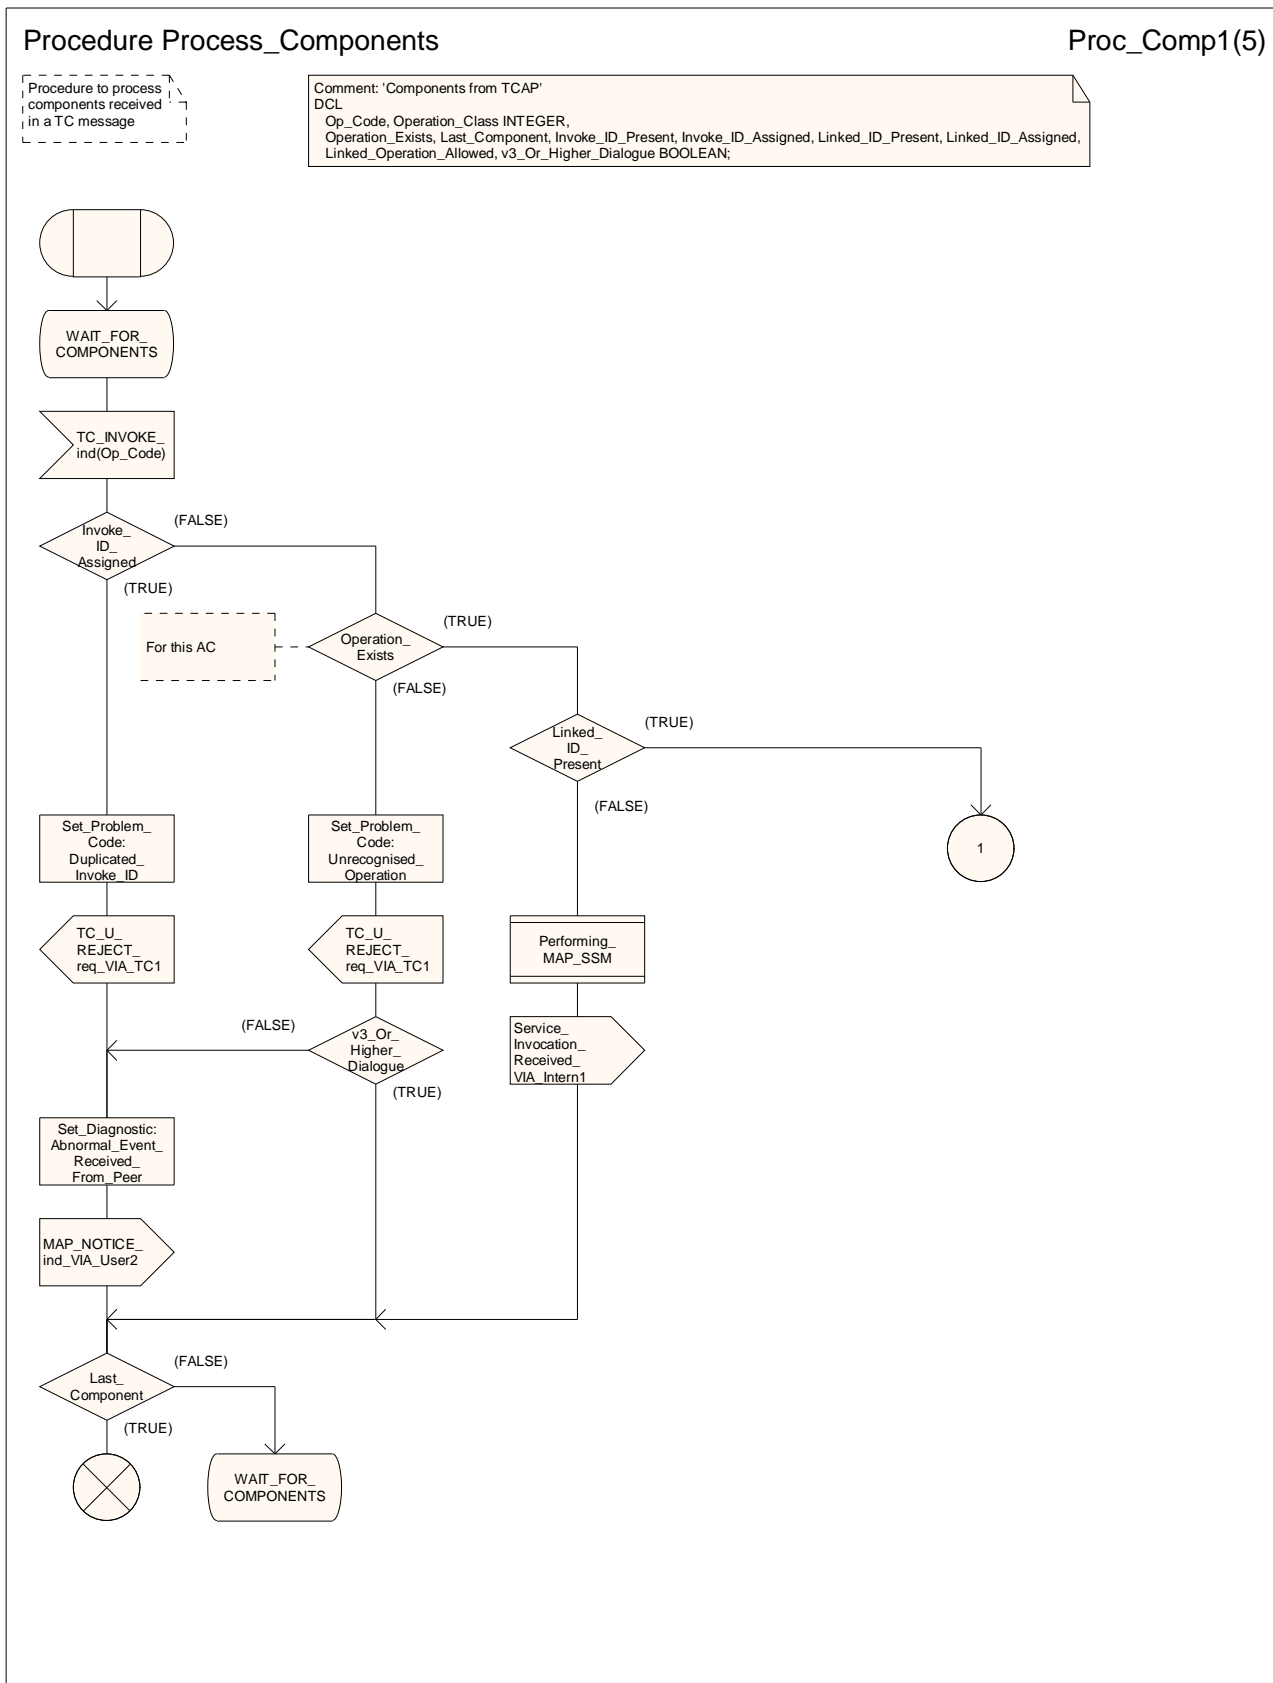 Procedure Process_Components
Proc_Comp1(5)
Procedure to process
components received
in a TC message
Comment: 'Components from TCAP'
DCL
Op_Code, Operation_Class INTEGER,
Operation_Exists, Last_Component, Invoke_ID_Present, Invoke_ID_Assigned, Linked_ID_Present, Linked_ID_Assigned,
Linked_Operation_Allowed, v3_Or_Higher_Dialogue BOOLEAN;
WAIT_FOR_
COMPONENTS
TC_INVOKE_
ind(Op_Code)
Invoke_
ID_
Assigned
(FALSE)
(TRUE)
For this AC
Operation_
Exists
(TRUE)
(FALSE)
Linked_
ID_
Present
(TRUE)
(FALSE)
Set_Problem_
Code:
Duplicated_
Invoke_ID
Set_Problem_
Code:
Unrecognised_
Operation
1
TC_U_
REJECT_
req_VIA_TC1
TC_U_
REJECT_
req_VIA_TC1
Performing_
MAP_SSM
(FALSE)
v3_Or_
Higher_
Dialogue
(TRUE)
Service_
Invocation_
Received_
VIA_Intern1
Set_Diagnostic:
Abnormal_Event_
Received_
From_Peer
MAP_NOTICE_
ind_VIA_User2
Last_
Component
(FALSE)
(TRUE)
WAIT_FOR_
COMPONENTS